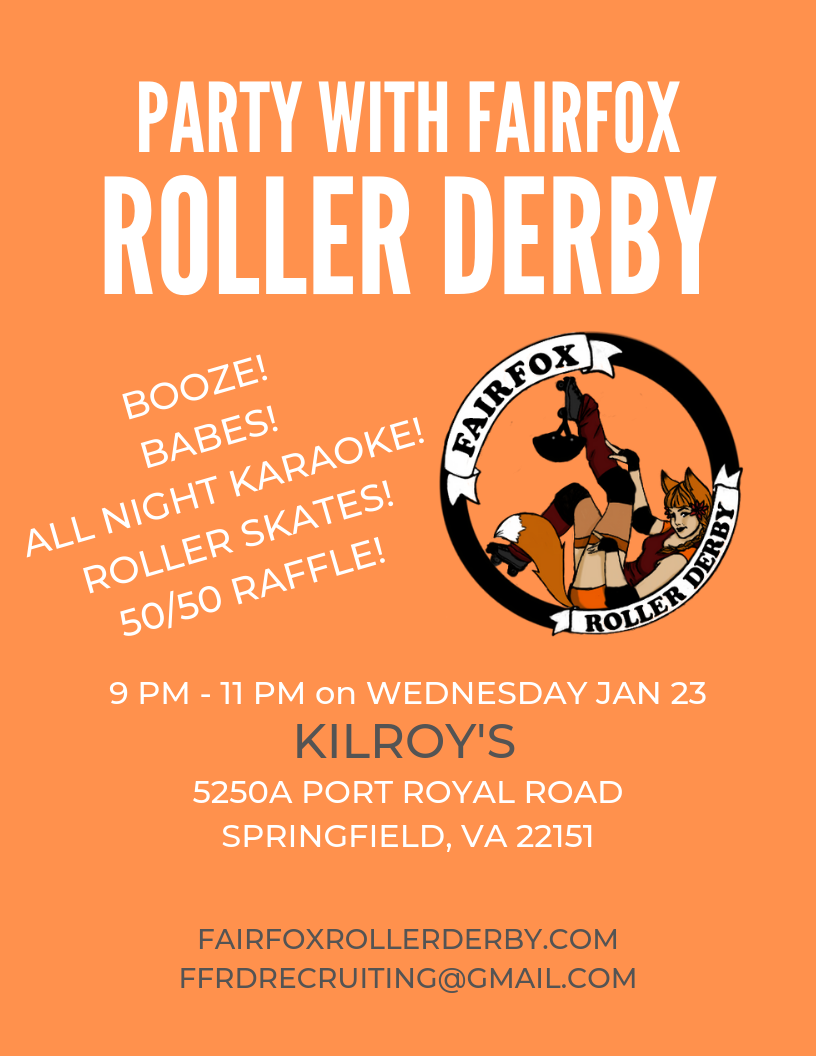 PARTY WITH FAIRFOX
ROLLER DERBY
BOOZE!
BABES!
ALL NIGHT KARAOKE!
ROLLER SKATES!
50/50 RAFFLE!
FAIRFOX
ROLLER DERBY
9 PM - 11 PM on WEDNESDAY JAN 23
KILROY'S
5250A PORT ROYAL ROAD
SPRINGFIELD, VA 22151
FAIRFOXROLLERDERBY.COM
FFRDRECRUITING@GMAIL.COM